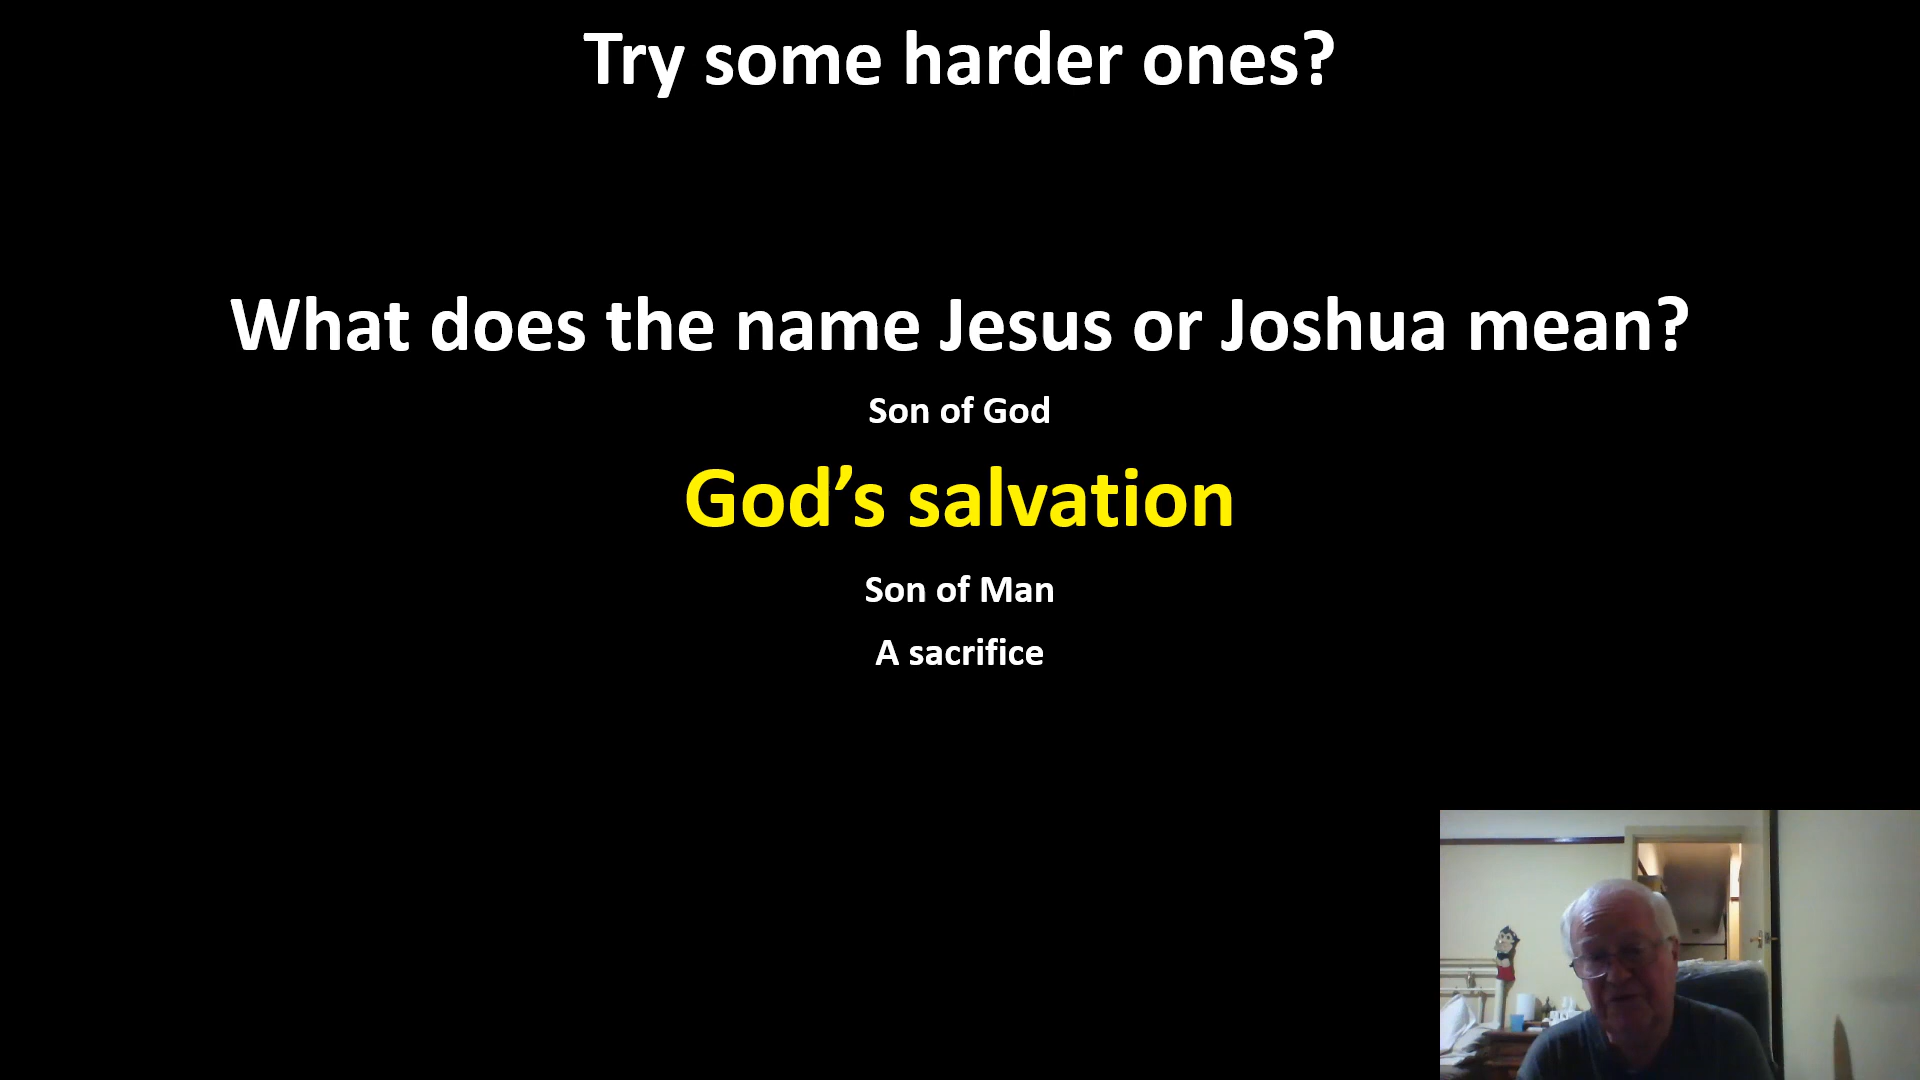 Try some harder ones?
What does the name Jesus or Joshua mean?
Son of God
God’s salvation
Son of Man
A sacrifice